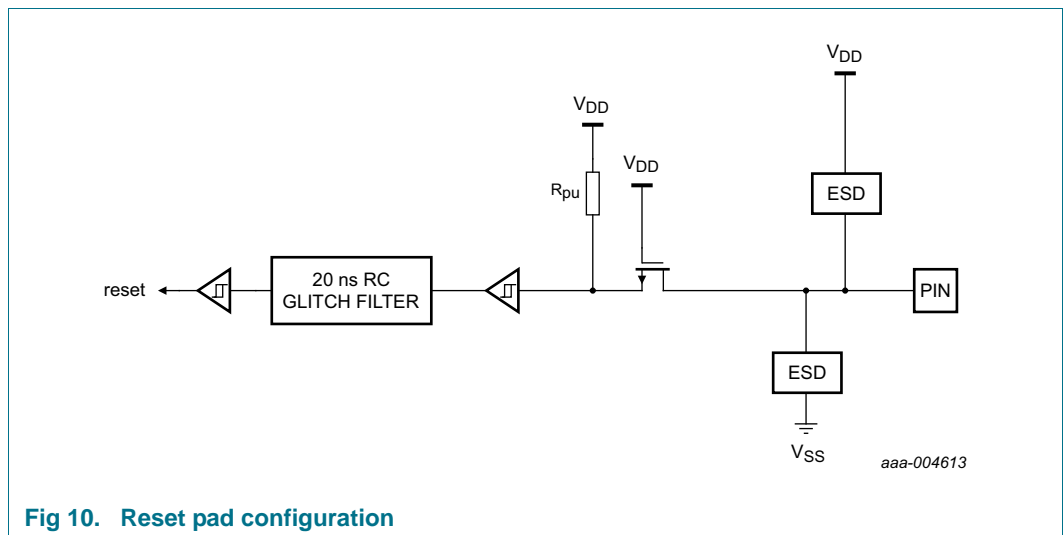 VDD
VDD
VDD
Rpu
ESD
reset
20 ns RC
GLITCH FILTER
PIN
ESD
VSS
aaa-004613
Fig 10. Reset pad configuration